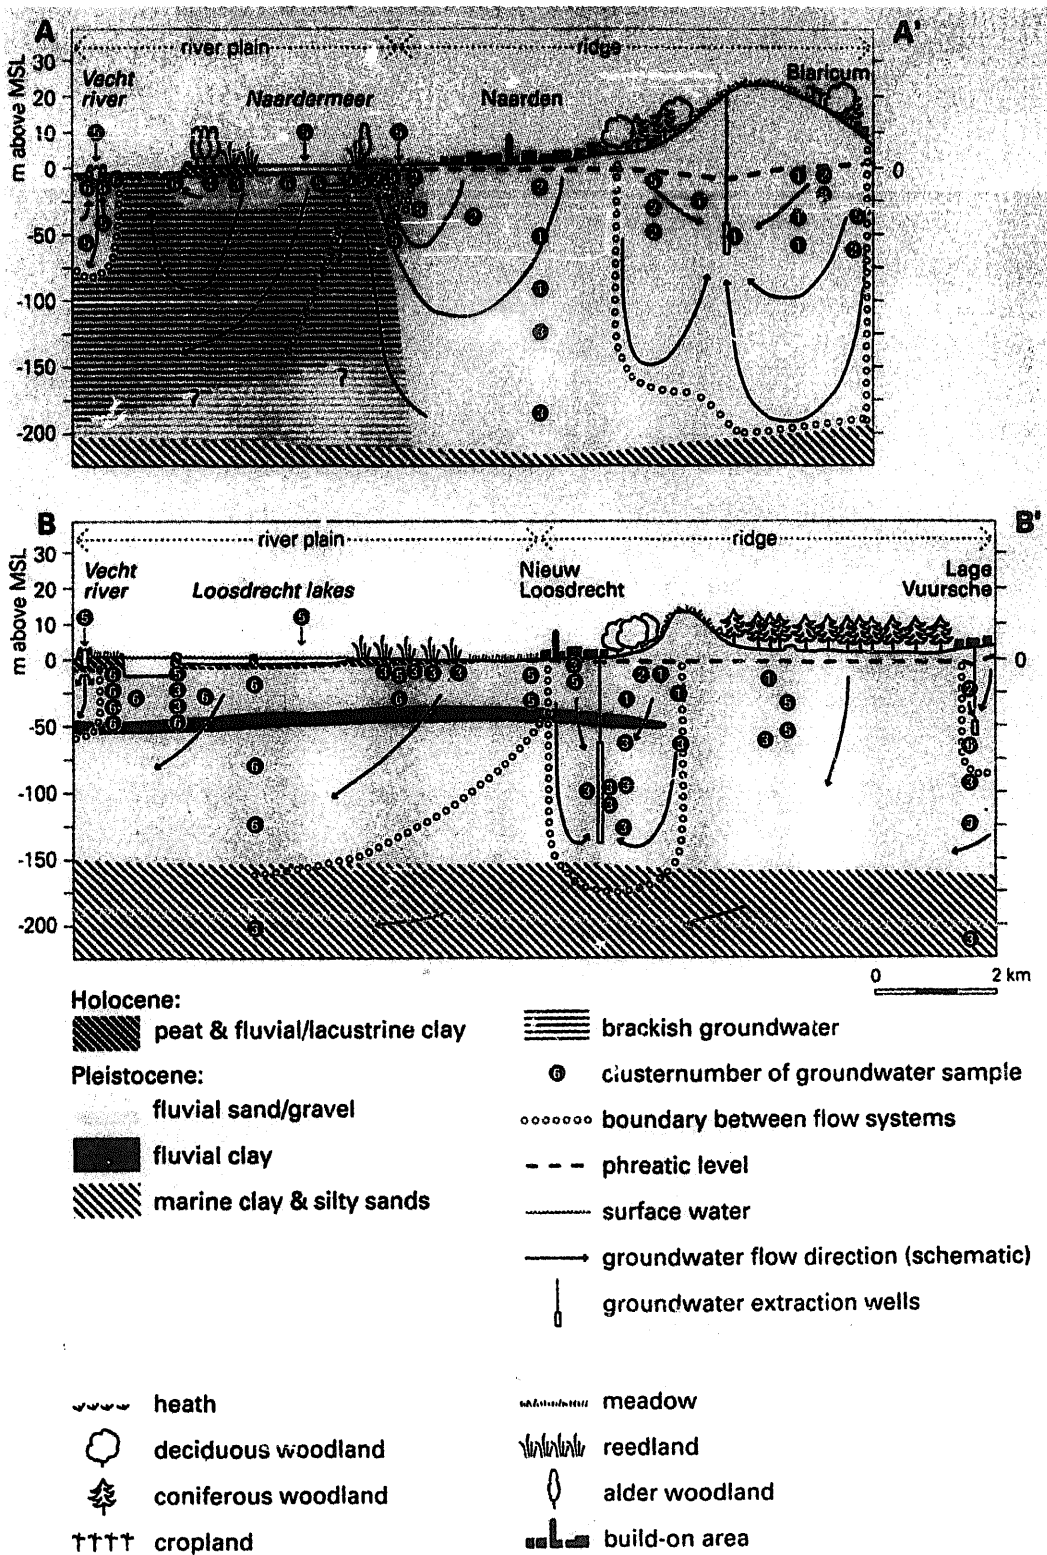 A
A'
river plain
ridge
m above MSL
30
20
10
0
-50
-100
-150
-200
Vecht
river
Naardermeer
Naarden
Blaricum
0
?
?
B
B'
river plain
ridge
m above MSL
30
20
10
0
-50
-100
-150
-200
Vecht
river
Loosdrecht lakes
Nieuw
Loosdrecht
Lage
Vuursche
0
0 2 km
Holocene:
peat & fluvial/lacustrine clay
Pleistocene:
fluvial sand/gravel
fluvial clay
marine clay & silty sands
brackish groundwater
6 clusternumber of groundwater sample
boundary between flow systems
phreatic level
surface water
groundwater flow direction (schematic)
groundwater extraction wells
heath
deciduous woodland
coniferous woodland
cropland
meadow
reedland
alder woodland
build-on area